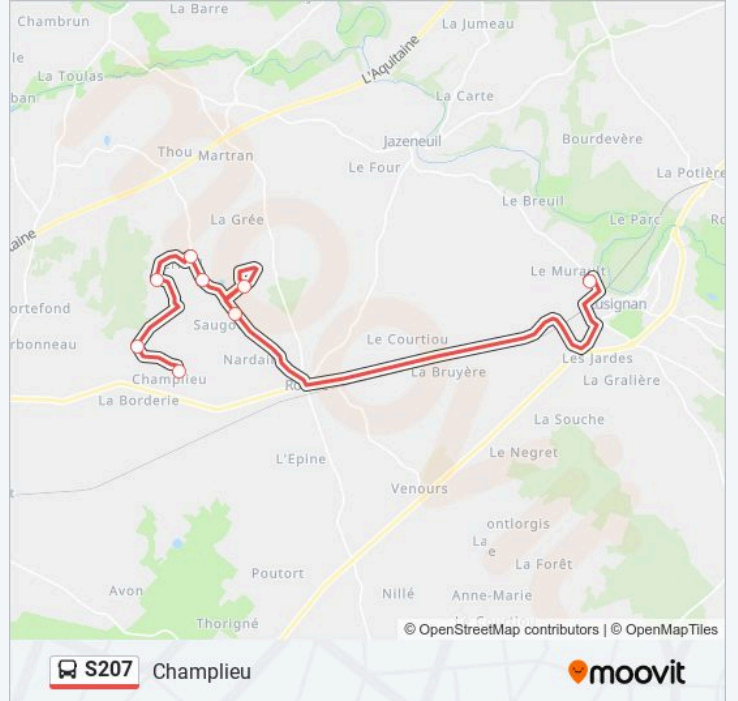 La Barre
Chambrun
La Jumeau
L'Aquitaine
La Toulas
La Carte
Jazeneuil
Bourdevère
Thou Martran
Le Four
La Potière
Le Breuil
La Grée
Le Parc
Le Murault
usignan
ortefond
Saugo
Le Courtiou
rbonneau
Nardai
Les Jardes
Champlieu
La Bruyère
La Gralière
La Borderie
La Souche
L'Epine
Le Negret
Venours
ontlorgis
La
e
La Forêt
Poutort
Avon
Nillé
Anne-Marie
Thorigné
© OpenStreetMap contributors | © OpenMapTiles
S207 Champlieu
moovit